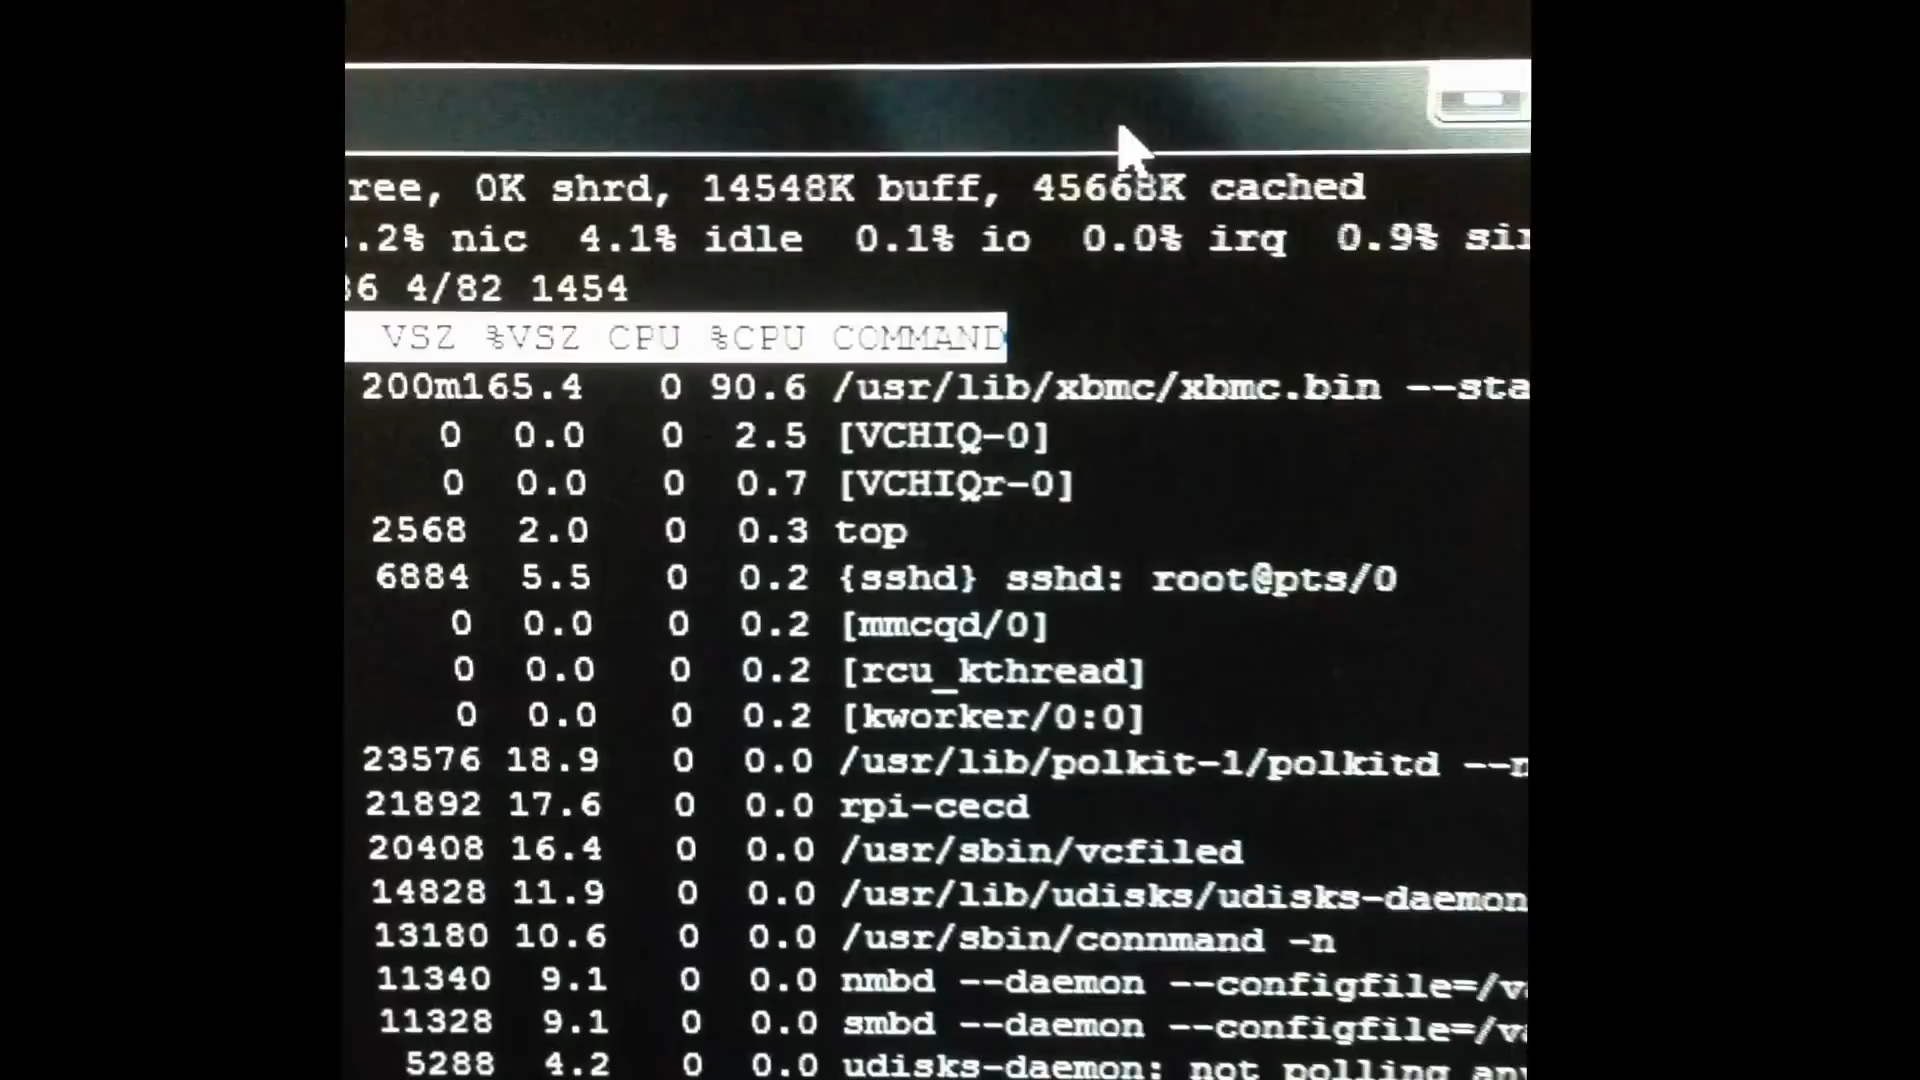 ree, 0K shrd, 14548K buff, 45668K cached
.2% nic 4.1% idle 0.1% io 0.0% irq 0.9% sir
36 4/82 1454
VSZ %VSZ CPU %CPU COMMAND
200m165.4 0 90.6 /usr/lib/xbmc/xbmc.bin --sta
0 0.0 0 2.5 [VCHIQ-0]
0 0.0 0 0.7 [VCHIQr-0]
2568 2.0 0 0.3 top
6884 5.5 0 0.2 {sshd} sshd: root@pts/0
0 0.0 0 0.2 [mmcqd/0]
0 0.0 0 0.2 [rcu_kthread]
0 0.0 0 0.2 [kworker/0:0]
23576 18.9 0 0.0 /usr/lib/polkit-1/polkitd --n
21892 17.6 0 0.0 rpi-cecd
20408 16.4 0 0.0 /usr/sbin/vcfiled
14828 11.9 0 0.0 /usr/lib/udisks/udisks-daemon
13180 10.6 0 0.0 /usr/sbin/connmand -n
11340 9.1 0 0.0 nmbd --daemon --configfile=/va
11328 9.1 0 0.0 smbd --daemon --configfile=/va
5288 4.2 0 0.0 udisks-daemon: not polling any